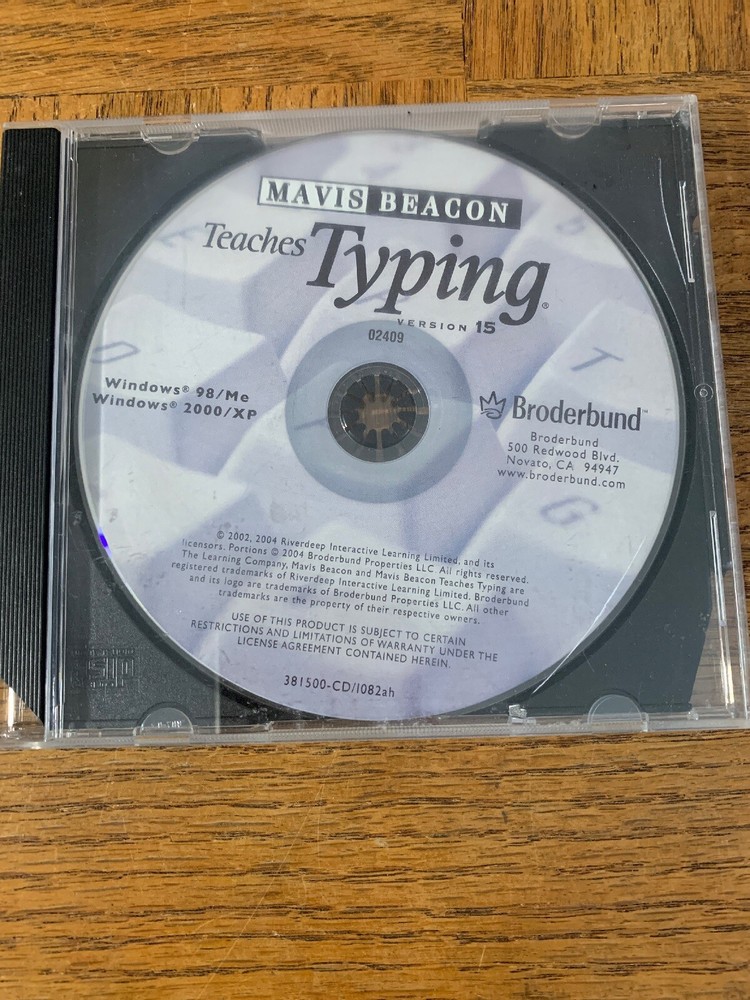 MAVIS BEACON
Teaches Typing®
VERSION 15
02409
Windows® 98/Me
Windows® 2000/XP
Broderbund™
Broderbund
500 Redwood Blvd.
Novato, CA 94947
www.broderbund.com
© 2002, 2004 Riverdeep Interactive Learning Limited, and its
licensors. Portions © 2004 Broderbund Properties LLC. All rights reserved.
The Learning Company, Mavis Beacon and Mavis Beacon Teaches Typing are
registered trademarks of Riverdeep Interactive Learning Limited. Broderbund
and its logo are trademarks of Broderbund Properties LLC. All other
trademarks are the property of their respective owners.
USE OF THIS PRODUCT IS SUBJECT TO CERTAIN
RESTRICTIONS AND LIMITATIONS OF WARRANTY UNDER THE
LICENSE AGREEMENT CONTAINED HEREIN.
381500-CD/1082ah
D
T
G